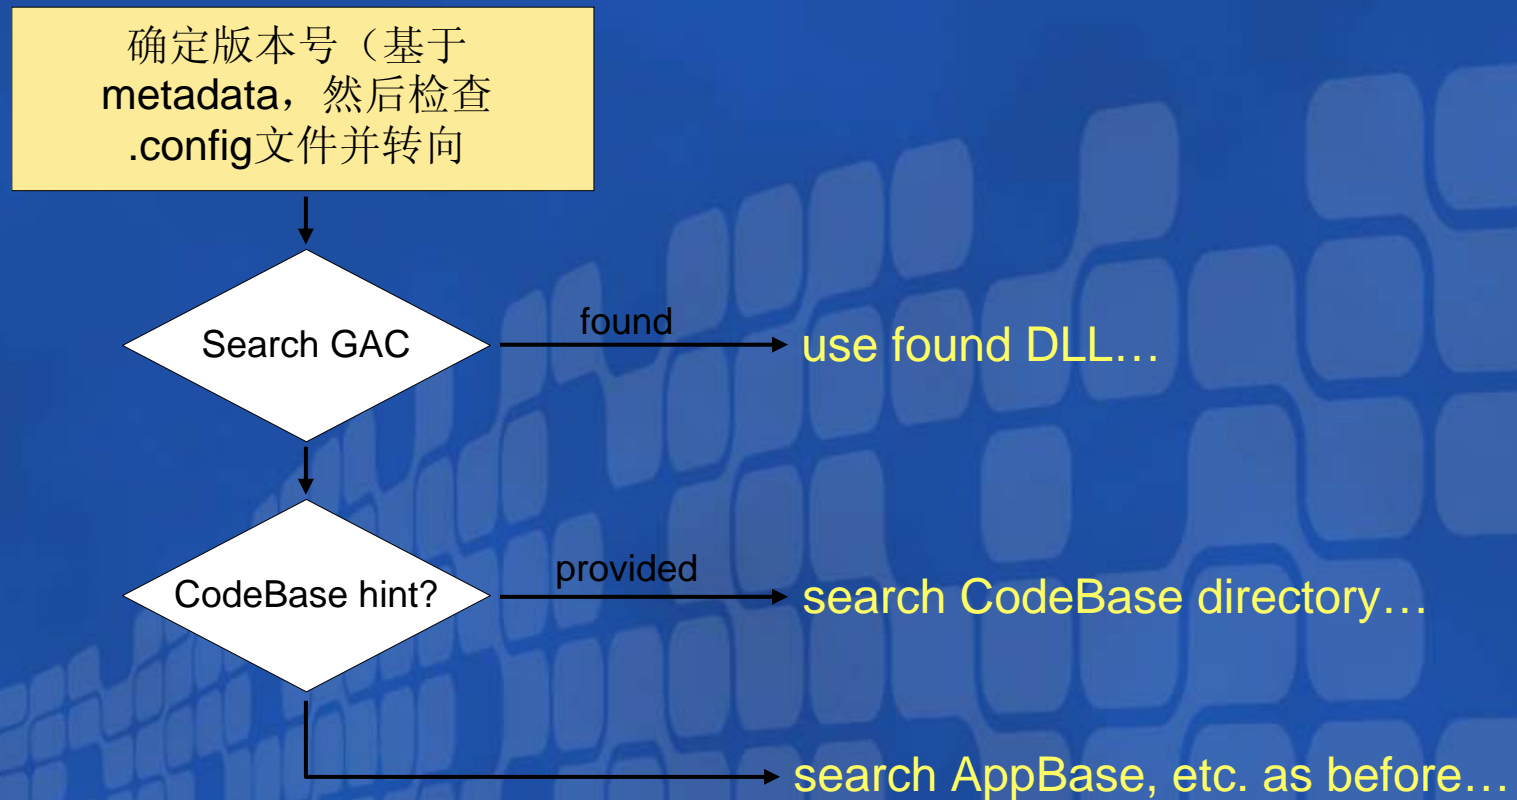 确定版本号（基于
metadata，然后检查
.config文件并转向
Search GAC
found
use found DLL…
CodeBase hint?
provided
search CodeBase directory…
search AppBase, etc. as before…